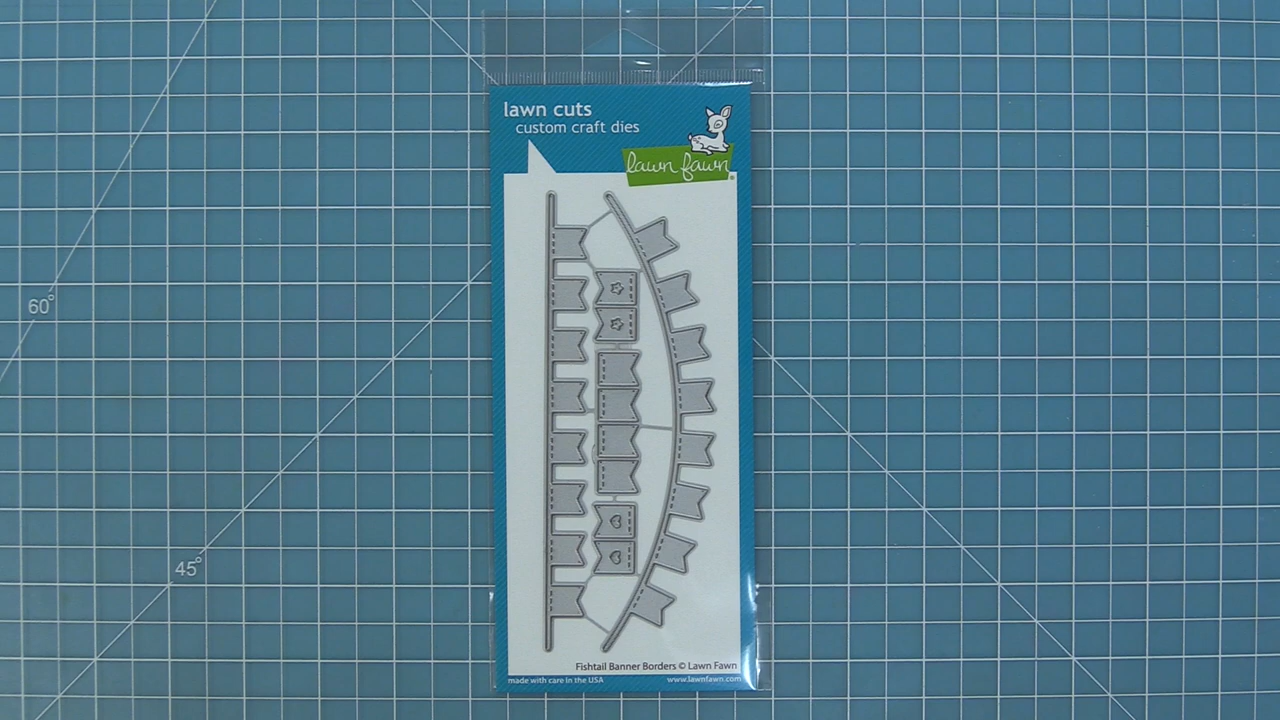 lawn cuts
custom craft dies
lawn fawn®
60°
45°
Fishtail Banner Borders © Lawn Fawn
made with care in the USA
www.lawnfawn.com